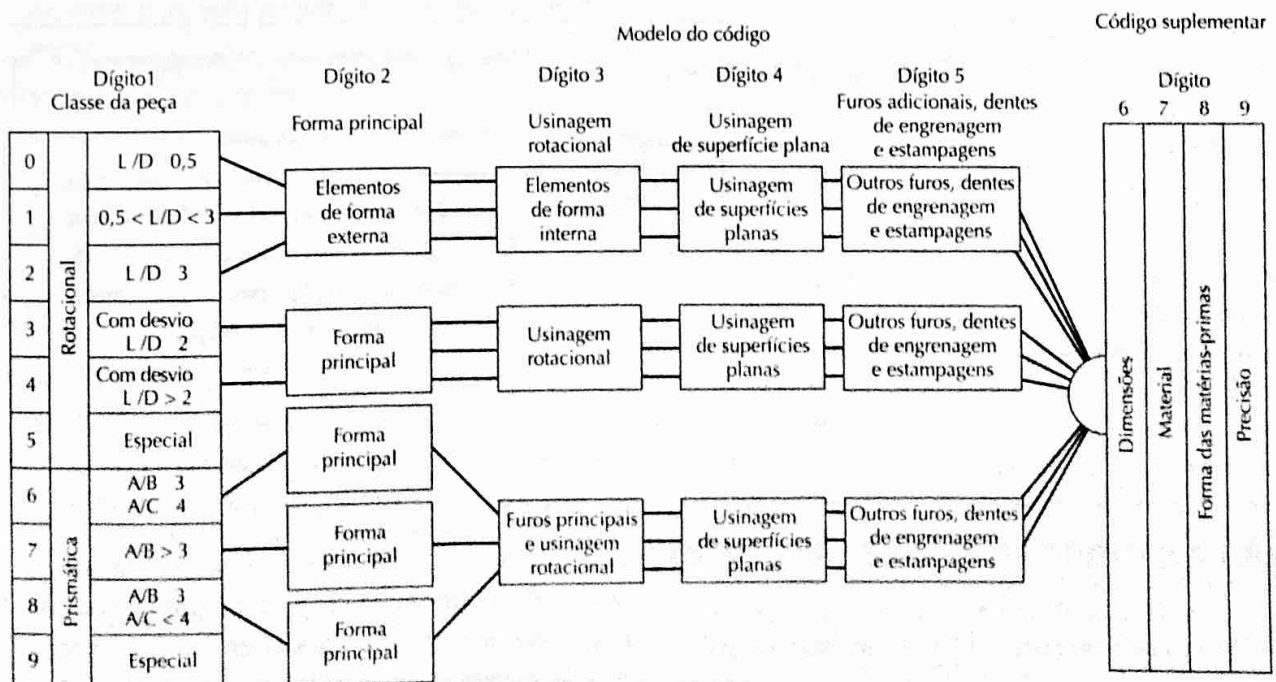 Código suplementar
Modelo do código
Dígito1
Classe da peça
Dígito 2
Forma principal
Dígito 3
Usinagem
rotacional
Dígito 4
Usinagem
de superfície plana
Dígito 5
Furos adicionais, dentes
de engrenagem
e estampagens
Dígito
6 7 8 9
0
L/D 0,5
1
0,5 < L/D < 3
2
L/D 3
3
Com desvio
L/D 2
4
Com desvio
L/D > 2
5
Especial
Rotacional
6
A/B 3
A/C 4
7
A/B > 3
8
A/B 3
A/C < 4
9
Especial
Prismática
Elementos
de forma
externa
Elementos
de forma
interna
Usinagem
de superfícies
planas
Outros furos, dentes
de engrenagem
e estampagens
Forma
principal
Usinagem
rotacional
Usinagem
de superfícies
planas
Outros furos, dentes
de engrenagem
e estampagens
Forma
principal
Forma
principal
Forma
principal
Furos principais
e usinagem
rotacional
Usinagem
de superfícies
planas
Outros furos, dentes
de engrenagem
e estampagens
Dimensões
Material
Forma das matérias-primas
Precisão